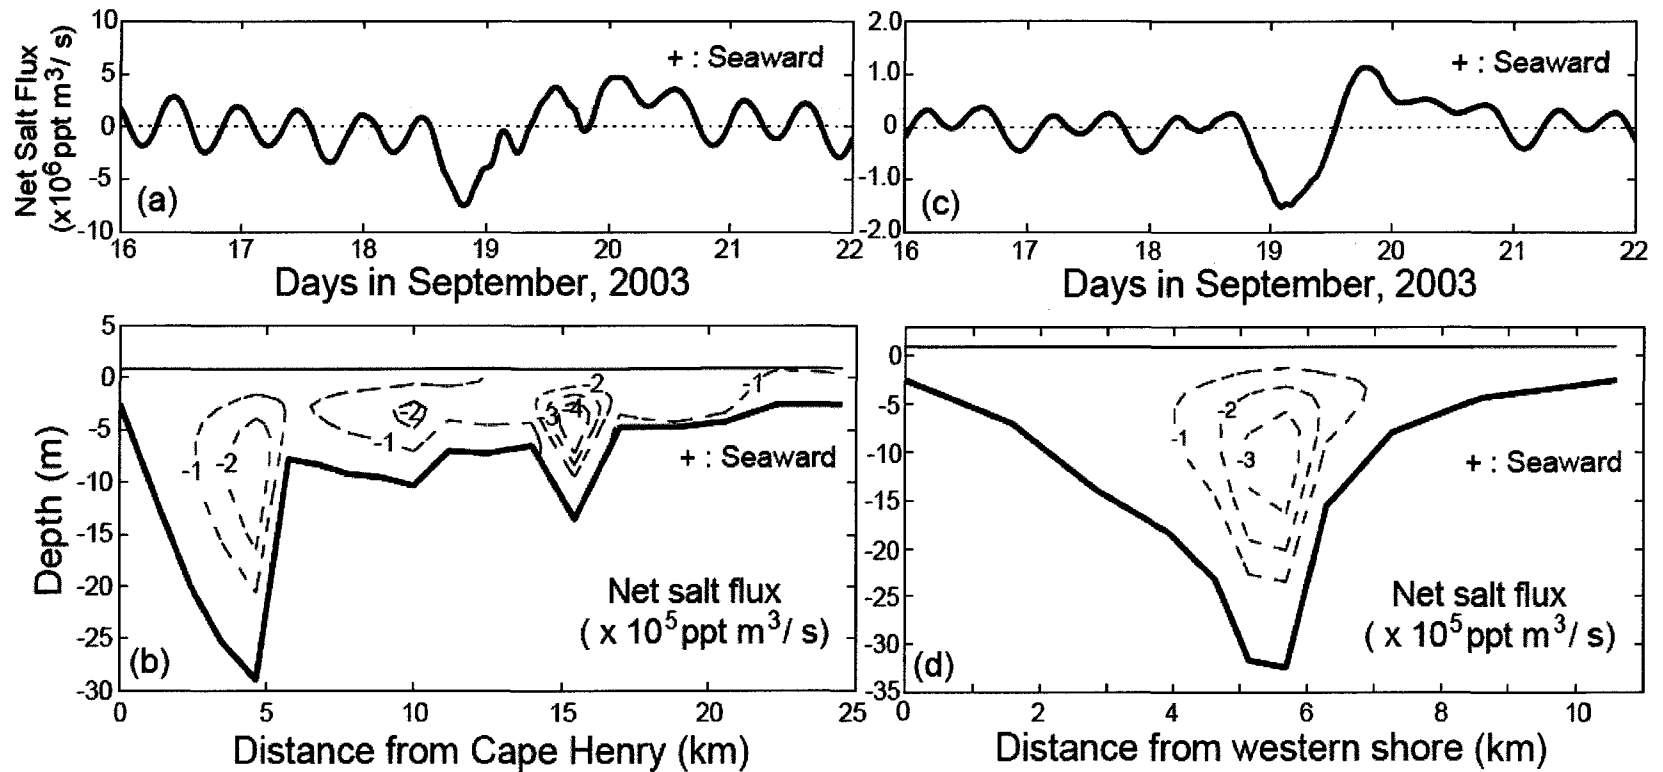 Net Salt Flux
(x10⁶ppt m³/ s)
10
5
0
-5
-10
+ : Seaward
(a)
16 17 18 19 20 21 22
Days in September, 2003
2.0
1.0
0
-1.0
-2.0
+ : Seaward
(c)
16 17 18 19 20 21 22
Days in September, 2003
Depth (m)
5
0
-5
-10
-15
-20
-25
-30
-1
-2
-2
-1
-2
3
-4
-1
+ : Seaward
Net salt flux
( x 10⁵ppt m³/ s)
(b)
0 5 10 15 20 25
Distance from Cape Henry (km)
0
-5
-10
-15
-20
-25
-30
-35
-1
-2
-3
+ : Seaward
Net salt flux
( x 10⁵ppt m³/ s)
(d)
0 2 4 6 8 10
Distance from western shore (km)